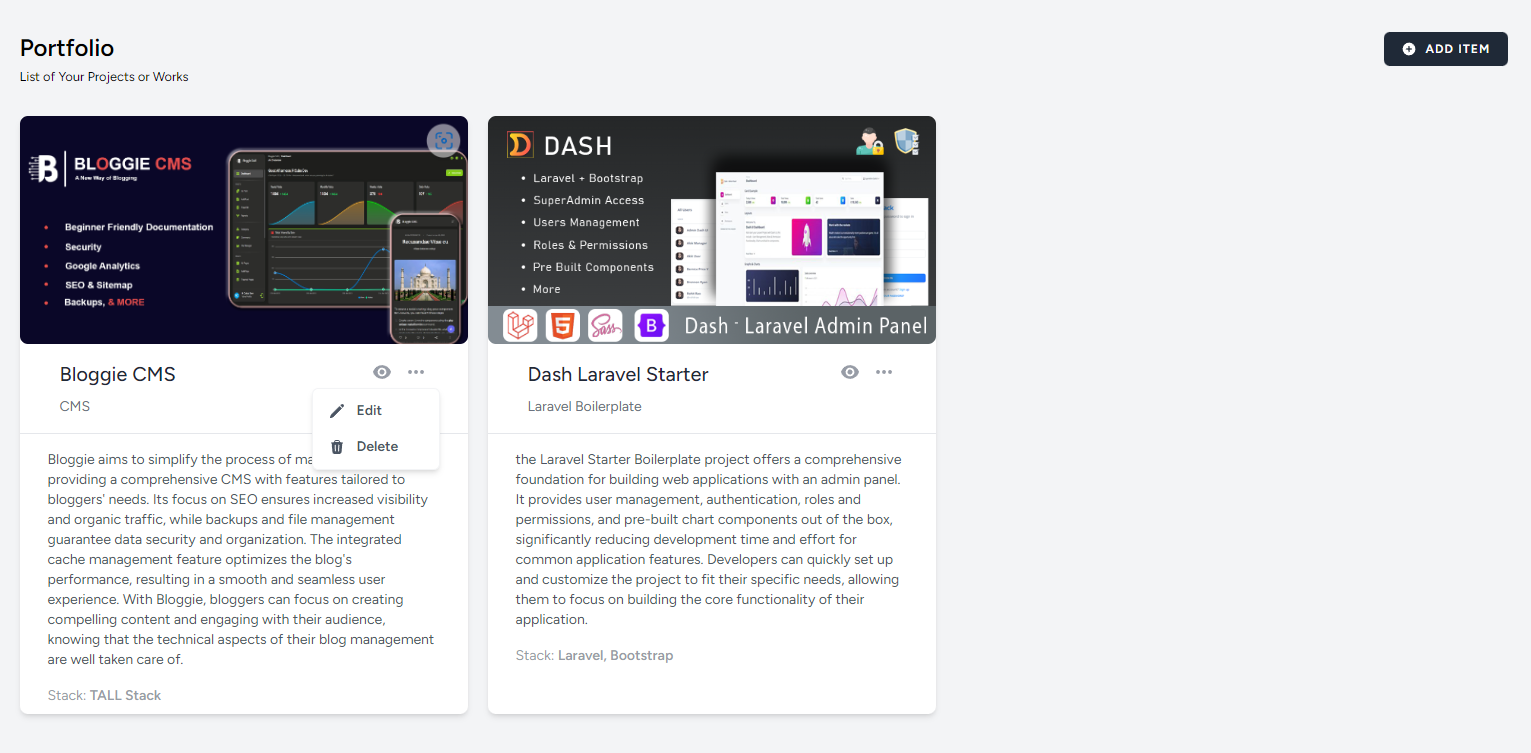 Portfolio
ADD ITEM
List of Your Projects or Works
BLOGGIE CMS
A New Way of Blogging
Beginner Friendly Documentation
Security
Google Analytics
SEO & Sitemap
Backups, & MORE
DASH
Laravel + Bootstrap
SuperAdmin Access
Users Management
Roles & Permissions
Pre Built Components
More
Sass
B
Dash - Laravel Admin Panel
Bloggie CMS
CMS
Edit
Delete
Bloggie aims to simplify the process of ma
providing a comprehensive CMS with features tailored to
bloggers' needs. Its focus on SEO ensures increased visibility
and organic traffic, while backups and file management
guarantee data security and organization. The integrated
cache management feature optimizes the blog's
performance, resulting in a smooth and seamless user
experience. With Bloggie, bloggers can focus on creating
compelling content and engaging with their audience,
knowing that the technical aspects of their blog management
are well taken care of.
Stack: TALL Stack
Dash Laravel Starter
Laravel Boilerplate
the Laravel Starter Boilerplate project offers a comprehensive
foundation for building web applications with an admin panel.
It provides user management, authentication, roles and
permissions, and pre-built chart components out of the box,
significantly reducing development time and effort for
common application features. Developers can quickly set up
and customize the project to fit their specific needs, allowing
them to focus on building the core functionality of their
application.
Stack: Laravel, Bootstrap